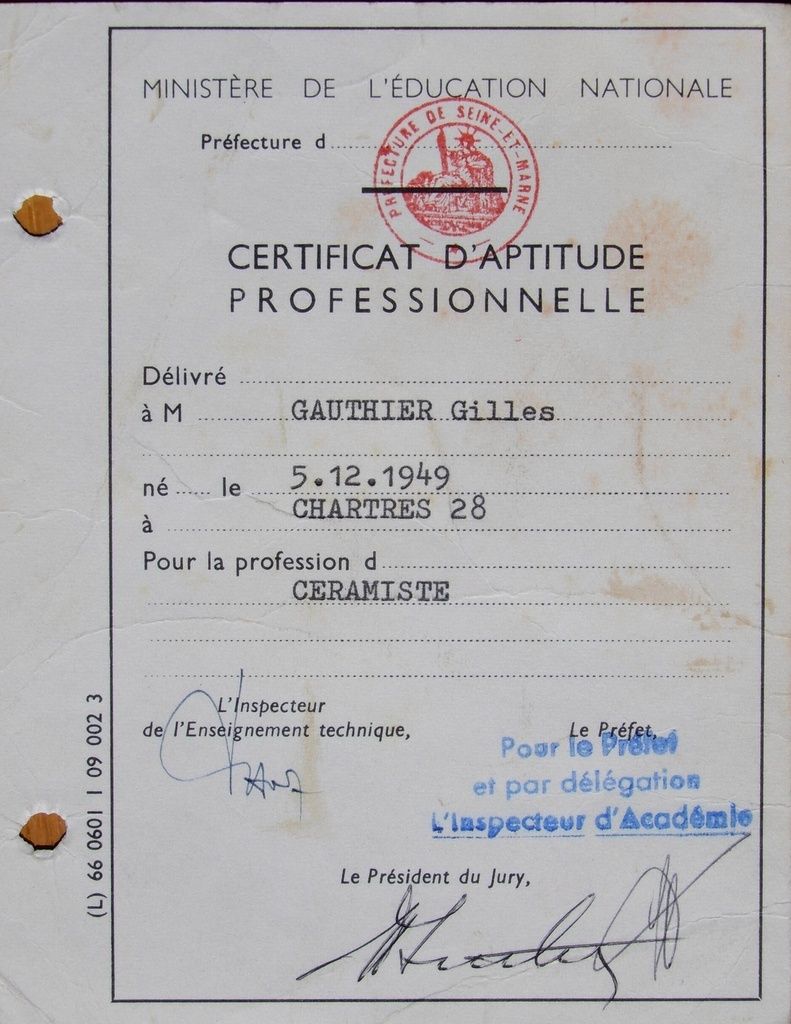 MINISTÈRE DE L'ÉDUCATION NATIONALE
Préfecture d
PRÉFECTURE DE SEINE-ET-MARNE
CERTIFICAT D'APTITUDE
PROFESSIONNELLE
Délivré
à M GAUTHIER Gilles
né le 5.12.1949
à CHARTRES 28
Pour la profession d
CERAMISTE
L'Inspecteur
de l'Enseignement technique,
Le Préfet,
Pour le Préfet
et par délégation
L'Inspecteur d'Académie
Le Président du Jury,
(L) 66 0601 1 09 002 3